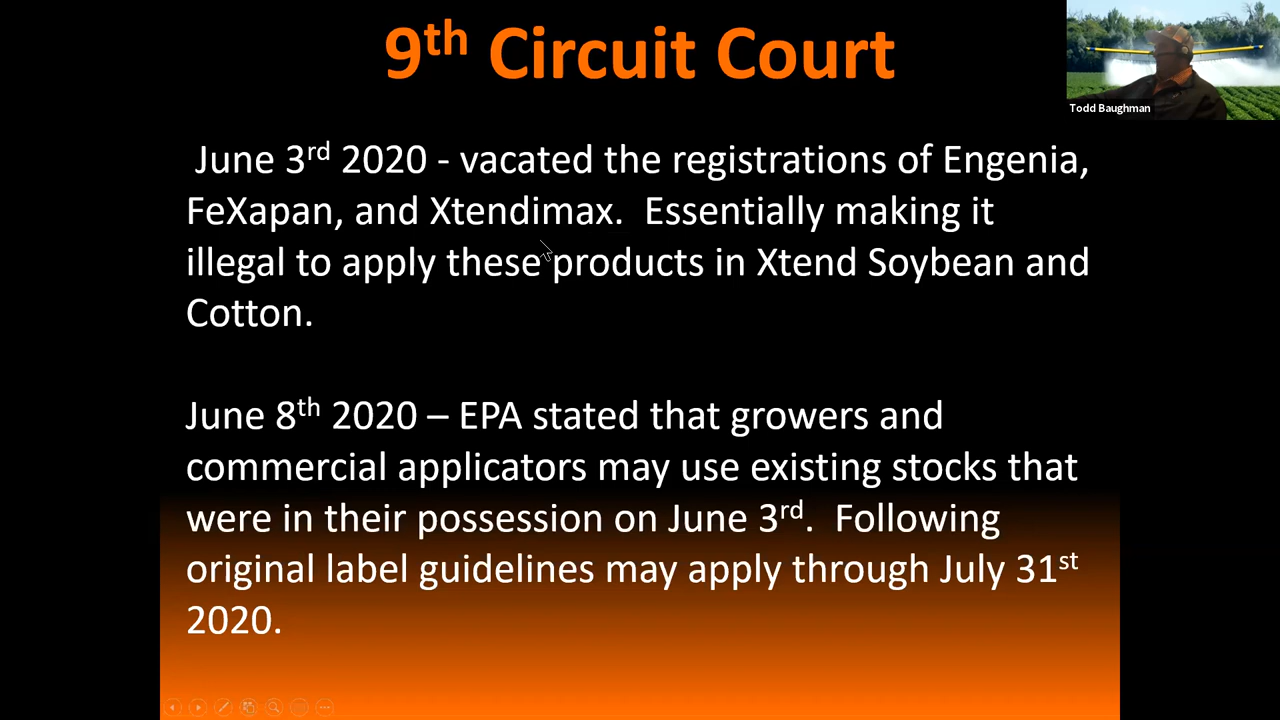 9th Circuit Court
Todd Baughman
June 3rd 2020 - vacated the registrations of Engenia,
FeXapan, and Xtendimax.  Essentially making it
illegal to apply these products in Xtend Soybean and
Cotton.
June 8th 2020 – EPA stated that growers and
commercial applicators may use existing stocks that
were in their possession on June 3rd.  Following
original label guidelines may apply through July 31st
2020.